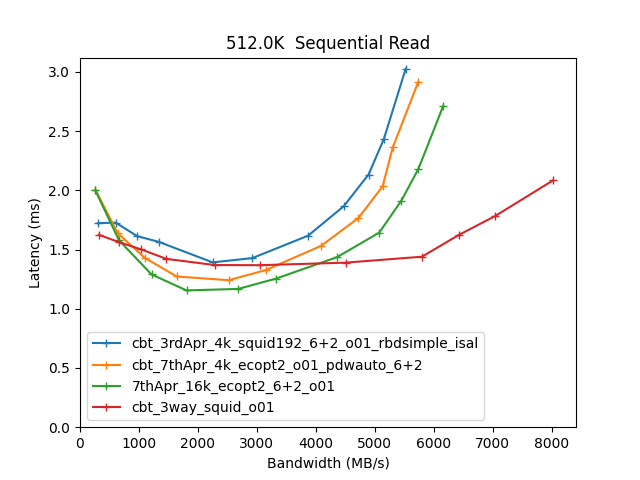 512.0K  Sequential Read
Latency (ms)
3.0
2.5
2.0
1.5
1.0
0.5
0.0
cbt_3rdApr_4k_squid192_6+2_o01_rbdsimple_isal
cbt_7thApr_4k_ecopt2_o01_pdwauto_6+2
7thApr_16k_ecopt2_6+2_o01
cbt_3way_squid_o01
0 1000 2000 3000 4000 5000 6000 7000 8000
Bandwidth (MB/s)